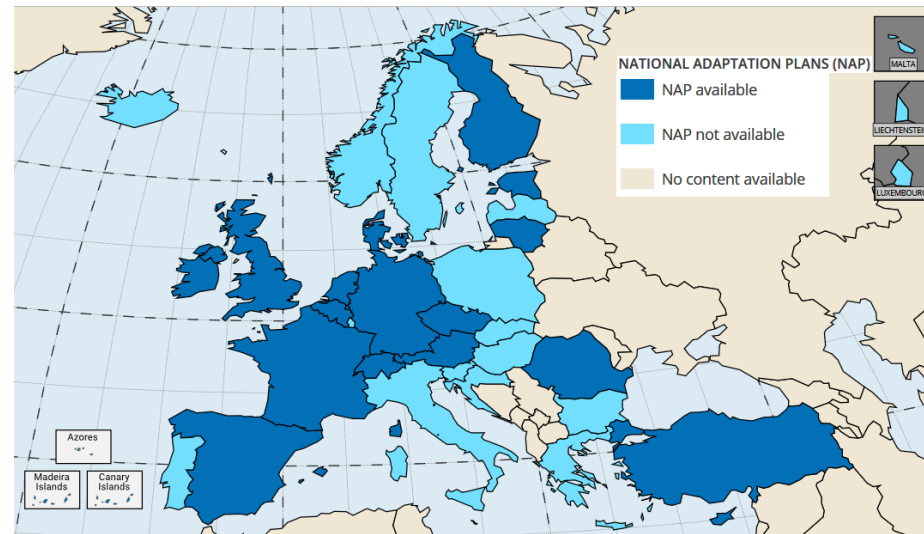 NATIONAL ADAPTATION PLANS (NAP)
NAP available
NAP not available
No content available
MALTA
LIECHTENSTEIN
LUXEMBOURG
Azores
Madeira
Islands
Canary
Islands